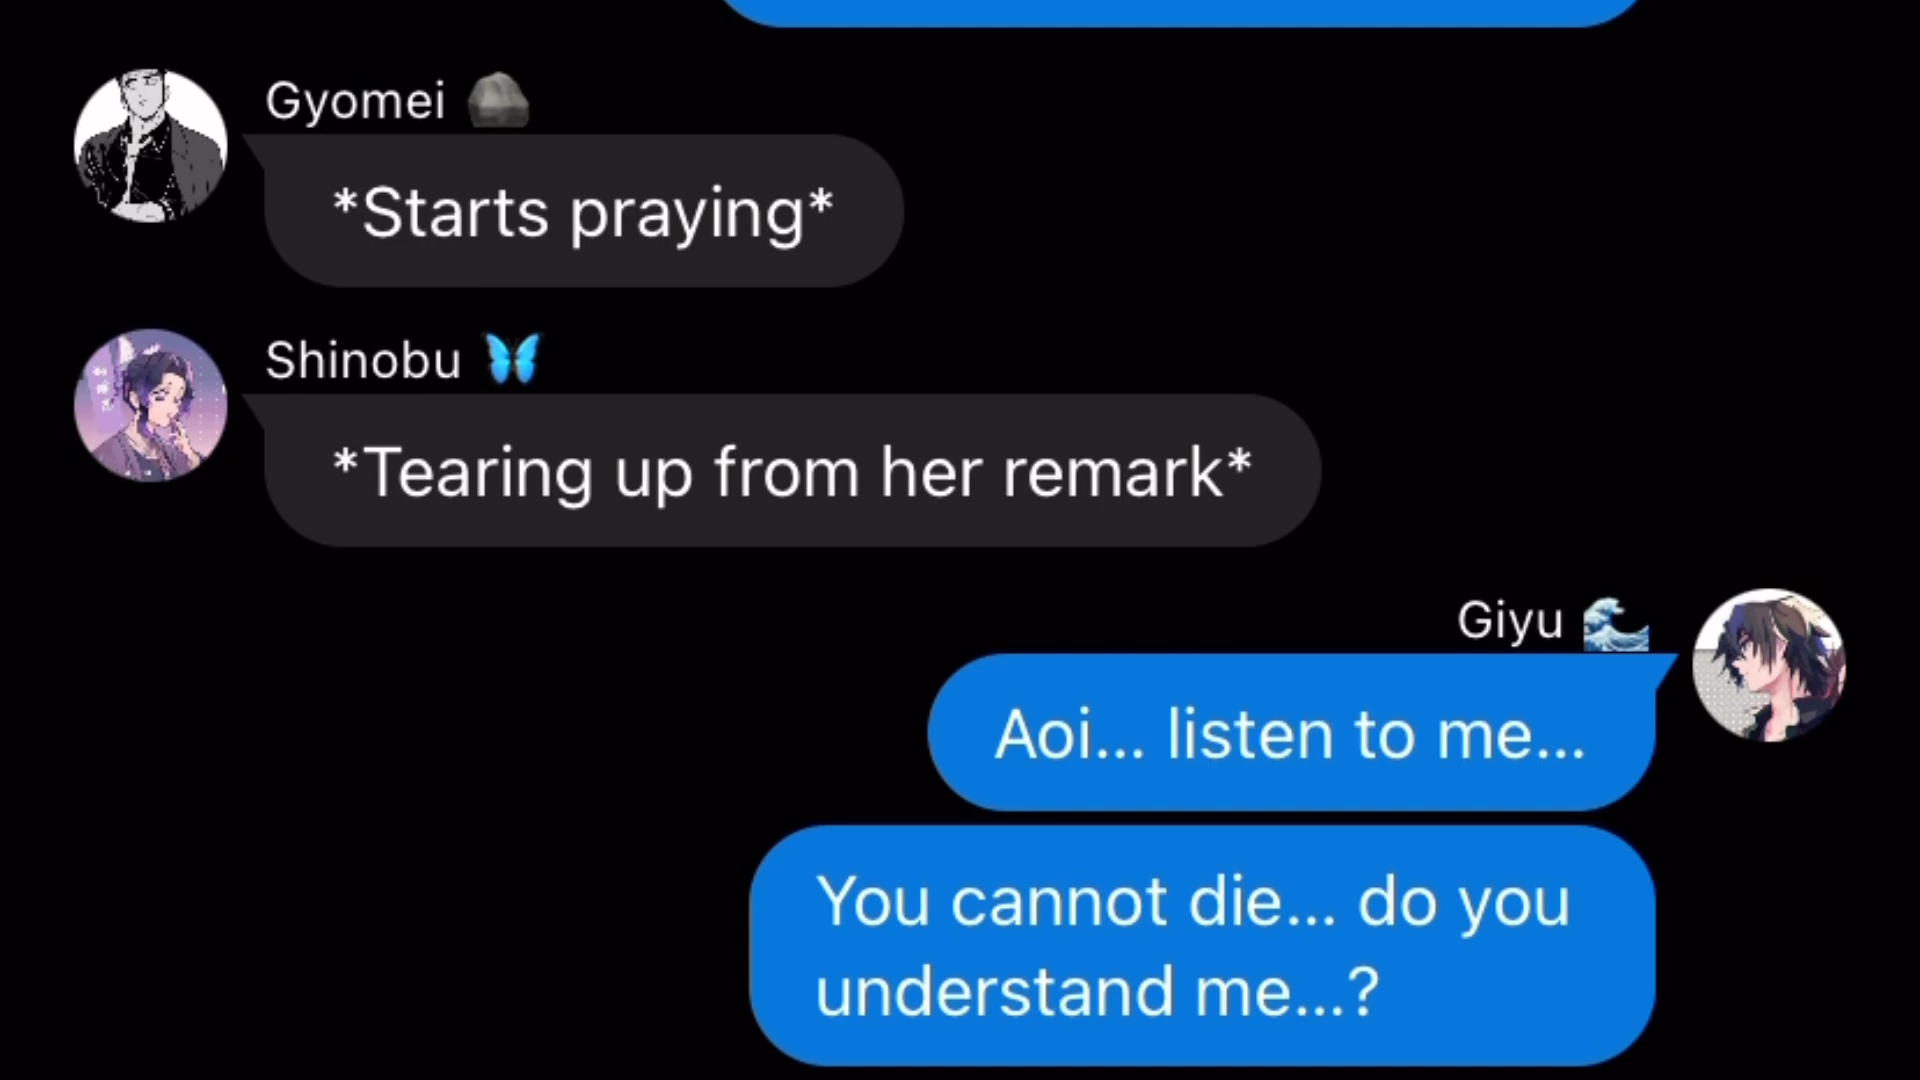 Gyomei 🪨
*Starts praying*
Shinobu 🦋
*Tearing up from her remark*
Giyu 🌊
Aoi... listen to me...
You cannot die... do you
understand me...?